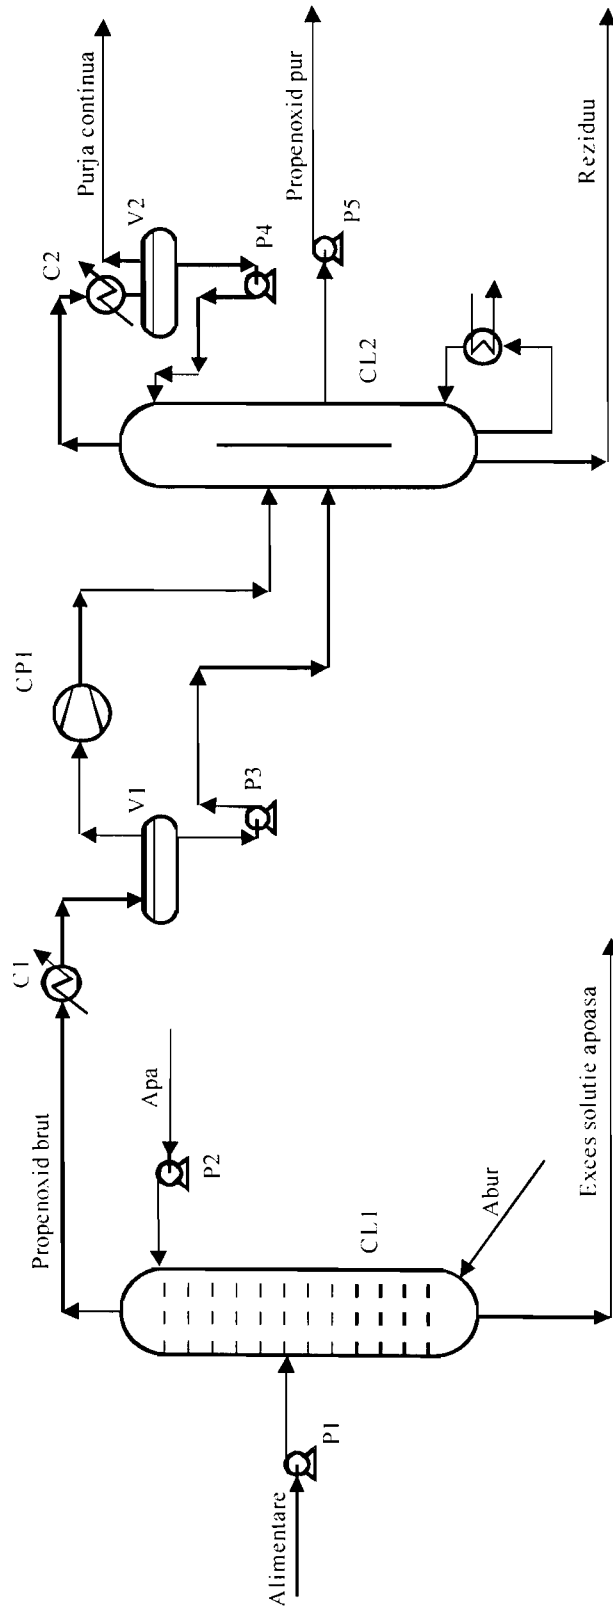 Alimentare
P1
CL1
Propenoxid brut
P2
Apa
Abur
Exces solutie apoasa
C1
V1
P3
CP1
CL2
C2
V2
P4
P5
Purja continua
Propenoxid pur
Reziduu